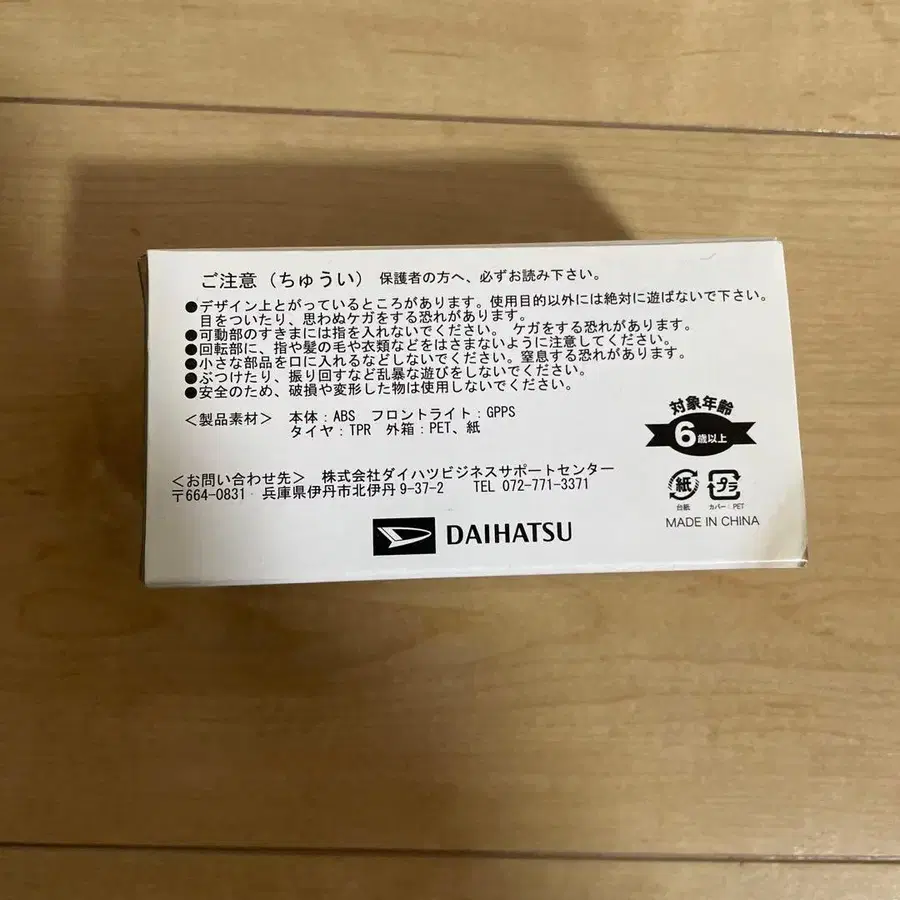 ご注意（ちゅうい） 保護者の方へ、必ずお読み下さい。
●デザイン上とがっているところがあります。使用目的以外には絶対に遊ばないで下さい。
目をついたり、思わぬケガをする恐れがあります。
●可動部のすきまには指を入れないでください。 ケガをする恐れがあります。
●回転部に、指や髪の毛や衣類などをはさまないように注意してください。
●小さな部品を口に入れるなどしないでください。窒息する恐れがあります。
●ぶつけたり、振り回すなど乱暴な遊びをしないでください。
●安全のため、破損や変形した物は使用しないでください。
＜製品素材＞ 本体：ABS フロントライト：GPPS
タイヤ：TPR 外箱：PET、紙
対象年齢
6歳以上
＜お問い合わせ先＞ 株式会社ダイハツビジネスサポートセンター
〒664-0831 兵庫県伊丹市北伊丹 9-37-2 TEL 072-771-3371
紙 プラ
台紙 カバー：PET
MADE IN CHINA
DAIHATSU